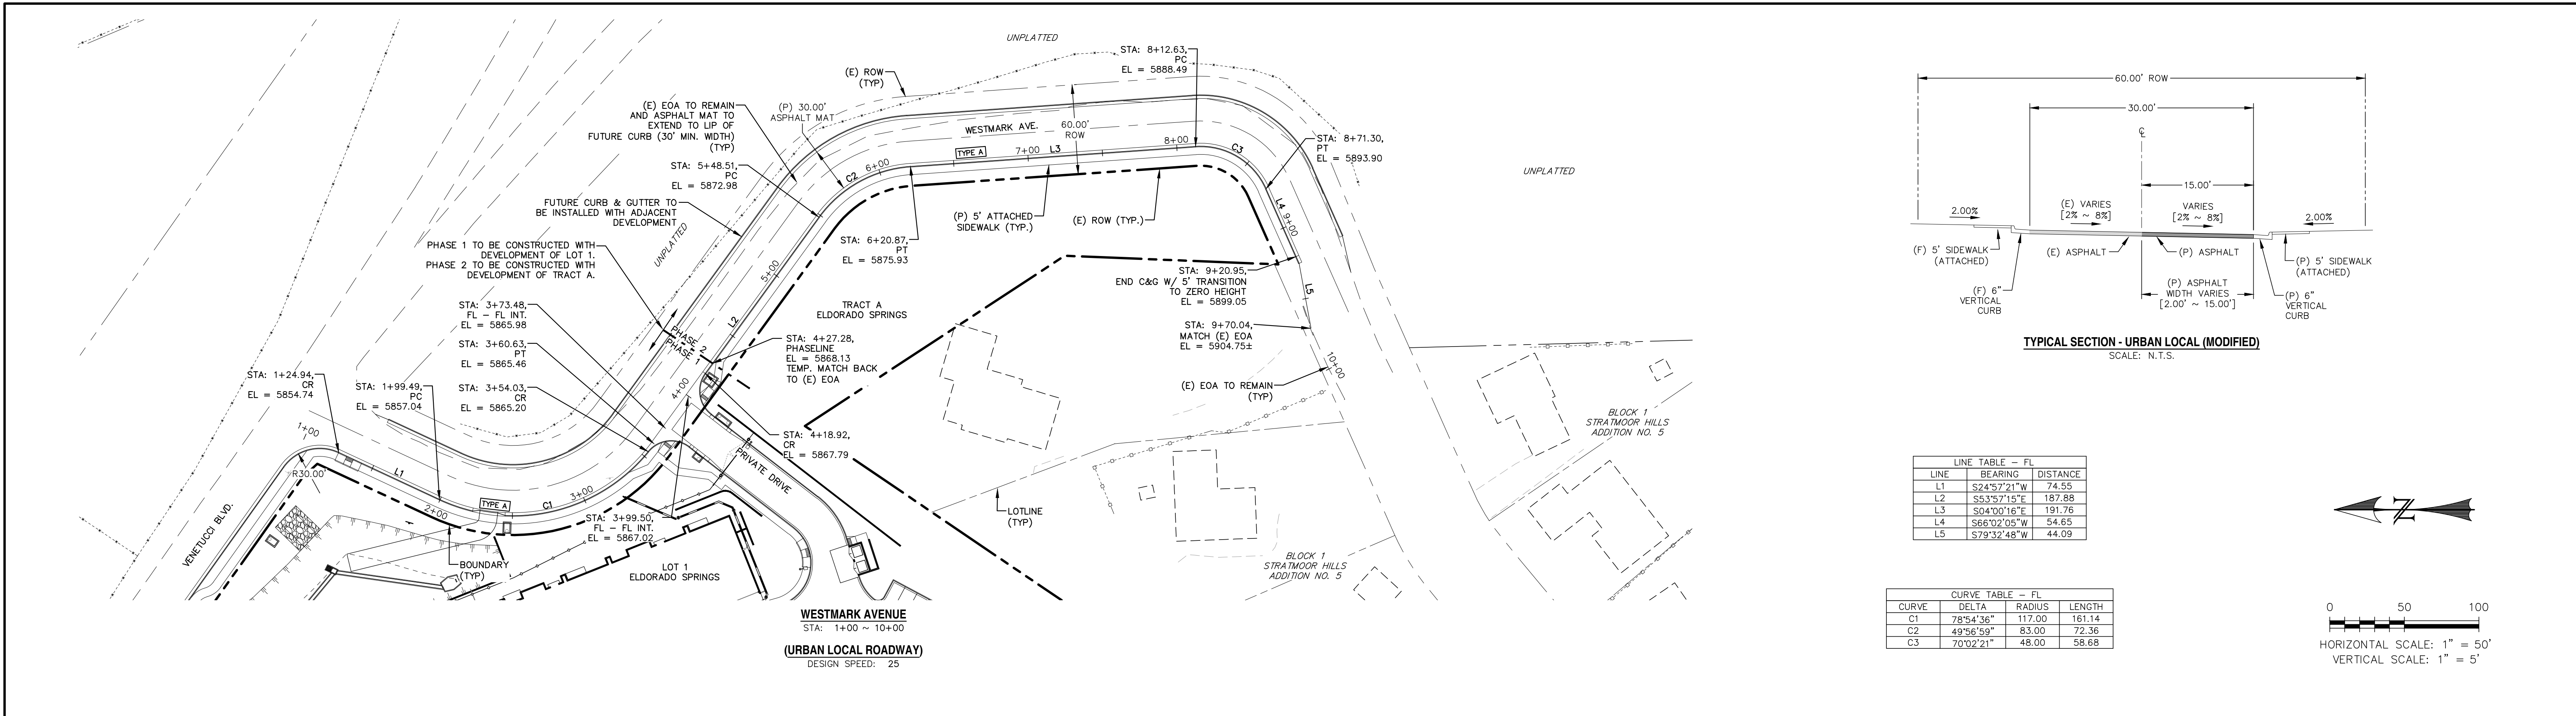 UNPLATTED
STA: 8+12.63,
PC
EL = 5888.49
(E) ROW
(TYP)
(E) EOA TO REMAIN
AND ASPHALT MAT TO
EXTEND TO LIP OF
FUTURE CURB (30' MIN. WIDTH)
(TYP)
(P) 30.00'
ASPHALT MAT
WESTMARK AVE.
60.00'
ROW
STA: 8+71.30,
PT
EL = 5893.90
UNPLATTED
STA: 5+48.51,
PC
EL = 5872.98
C2
6+00
TYPE A
7+00
L3
8+00
C3
FUTURE CURB & GUTTER TO
BE INSTALLED WITH ADJACENT
DEVELOPMENT
UNPLATTED
(P) 5' ATTACHED
SIDEWALK (TYP.)
(E) ROW (TYP.)
L4
9+00
STA: 6+20.87,
PT
EL = 5875.93
PHASE 1 TO BE CONSTRUCTED WITH
DEVELOPMENT OF LOT 1.
PHASE 2 TO BE CONSTRUCTED WITH
DEVELOPMENT OF TRACT A.
5+00
STA: 9+20.95,
END C&G W/ 5' TRANSITION
TO ZERO HEIGHT
EL = 5899.05
L5
TRACT A
ELDORADO SPRINGS
STA: 3+73.48,
FL - FL INT.
EL = 5865.98
L2
PHASE 2
PHASE 1
STA: 4+27.28,
PHASELINE
EL = 5868.13
TEMP. MATCH BACK
TO (E) EOA
STA: 9+70.04,
MATCH (E) EOA
EL = 5904.75±
STA: 3+60.63,
PT
EL = 5865.46
10+00
STA: 1+24.94,
CR
EL = 5854.74
STA: 1+99.49,
PC
EL = 5857.04
STA: 3+54.03,
CR
EL = 5865.20
4+00
(E) EOA TO REMAIN
(TYP)
1+00
STA: 4+18.92,
CR
EL = 5867.79
BLOCK 1
STRATMOOR HILLS
ADDITION NO. 5
R30.00'
L1
PRIVATE DRIVE
TYPE A
C1
3+00
2+00
VENETUCCI BLVD.
STA: 3+99.50,
FL - FL INT.
EL = 5867.02
LOTLINE
(TYP)
BOUNDARY
(TYP)
LOT 1
ELDORADO SPRINGS
BLOCK 1
STRATMOOR HILLS
ADDITION NO. 5
WESTMARK AVENUE
STA: 1+00 ~ 10+00
(URBAN LOCAL ROADWAY)
DESIGN SPEED: 25
60.00' ROW
30.00'
15.00'
2.00%
(E) VARIES
[2% ~ 8%]
VARIES
[2% ~ 8%]
2.00%
(F) 5' SIDEWALK
(ATTACHED)
(E) ASPHALT
(P) ASPHALT
(P) 5' SIDEWALK
(ATTACHED)
(F) 6"
VERTICAL
CURB
(P) ASPHALT
WIDTH VARIES
[2.00' ~ 15.00']
(P) 6"
VERTICAL
CURB
TYPICAL SECTION - URBAN LOCAL (MODIFIED)
SCALE: N.T.S.
LINE TABLE - FL
LINE BEARING DISTANCE
L1 S24°57'21"W 74.55
L2 S53°57'15"E 187.88
L3 S04°00'16"E 191.76
L4 S66°02'05"W 54.65
L5 S79°32'48"W 44.09
CURVE TABLE - FL
CURVE DELTA RADIUS LENGTH
C1 78°54'36" 117.00 161.14
C2 49°56'59" 83.00 72.36
C3 70°02'21" 48.00 58.68
N
0 50 100
HORIZONTAL SCALE: 1" = 50'
VERTICAL SCALE: 1" = 5'